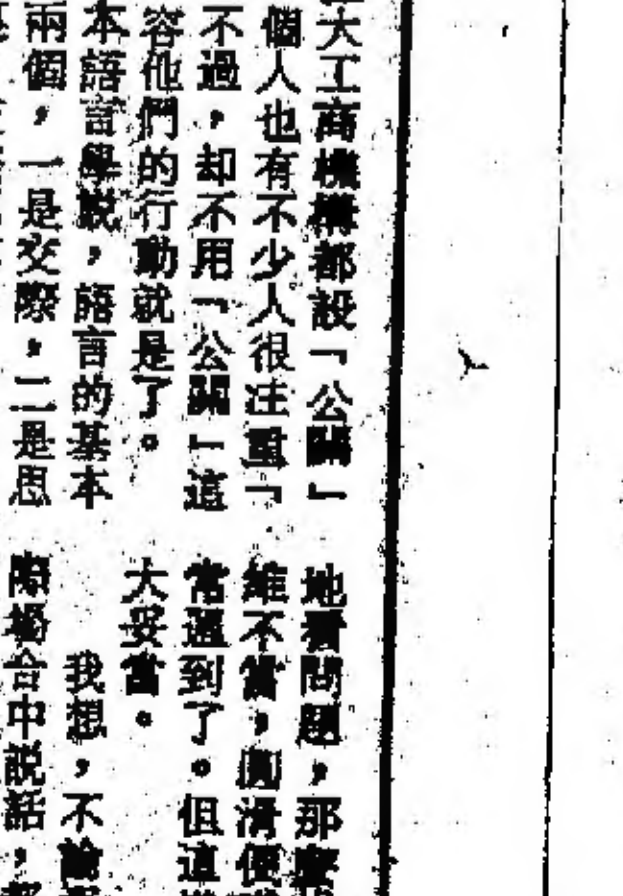 大工商機構都設「公關」
個人也有不少人很注重「
不過,却不用「公關」這
容他們的行動就是了。
本語言學説,語言的基本
兩個,一是交際,二是思
地看問題,那麼
維不當,圓滑便
常遇到了。但這
大妥當。
我想,不論
際場合中説話,都